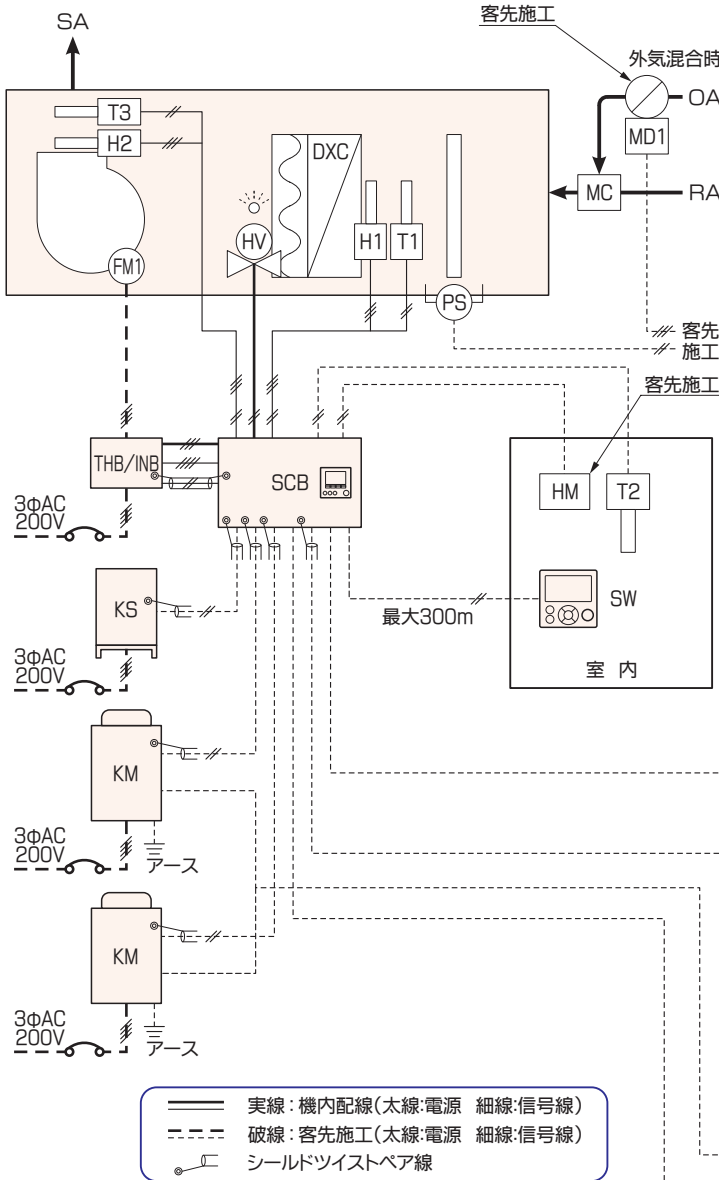 SA
客先施工
外気混合時
OA
T3
H2
DXC
MD1
MC
RA
HV
H1
T1
FM1
PS
客先
施工
客先施工
THB/INB
SCB
HM
T2
3φAC
200V
SW
最大300m
KS
室 内
3φAC
200V
KM
3φAC
200V
アース
KM
3φAC
200V
アース
実線:機内配線(太線:電源 細線:信号線)
破線:客先施工(太線:電源 細線:信号線)
シールドツイストペア線